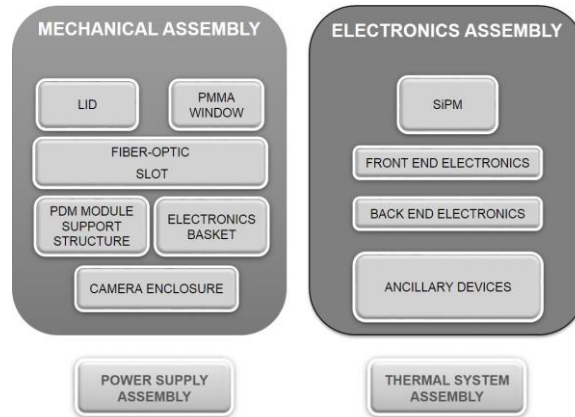 MECHANICAL ASSEMBLY
LID
PMMA
WINDOW
FIBER-OPTIC
SLOT
PDM MODULE
SUPPORT
STRUCTURE
ELECTRONICS
BASKET
CAMERA ENCLOSURE
ELECTRONICS ASSEMBLY
SiPM
FRONT END ELECTRONICS
BACK END ELECTRONICS
ANCILLARY DEVICES
POWER SUPPLY
ASSEMBLY
THERMAL SYSTEM
ASSEMBLY